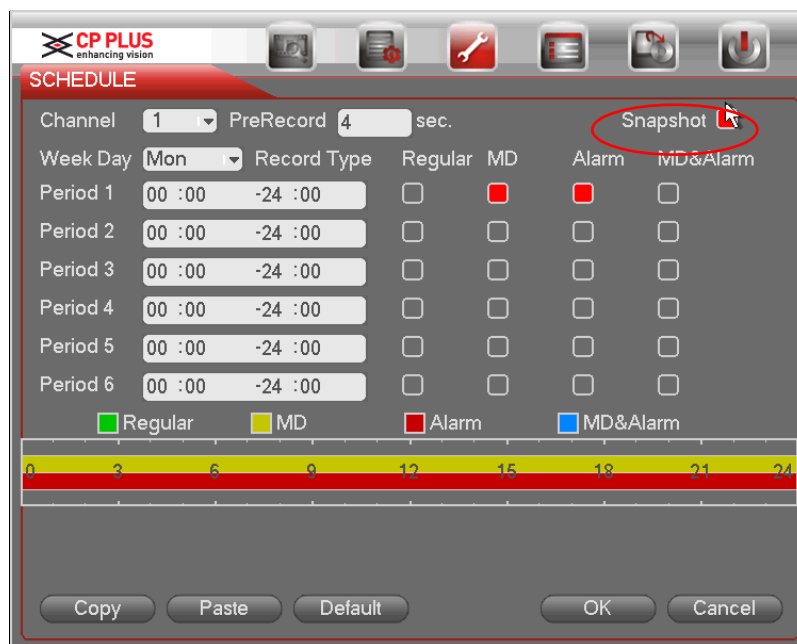 CP PLUS
enhancing vision
SCHEDULE
Channel 1 PreRecord 4 sec. Snapshot
Week Day Mon Record Type Regular MD Alarm MD&Alarm
Period 1 00 :00 -24 :00
Period 2 00 :00 -24 :00
Period 3 00 :00 -24 :00
Period 4 00 :00 -24 :00
Period 5 00 :00 -24 :00
Period 6 00 :00 -24 :00
Regular MD Alarm MD&Alarm
0 3 6 9 12 15 18 21 24
Copy Paste Default OK Cancel